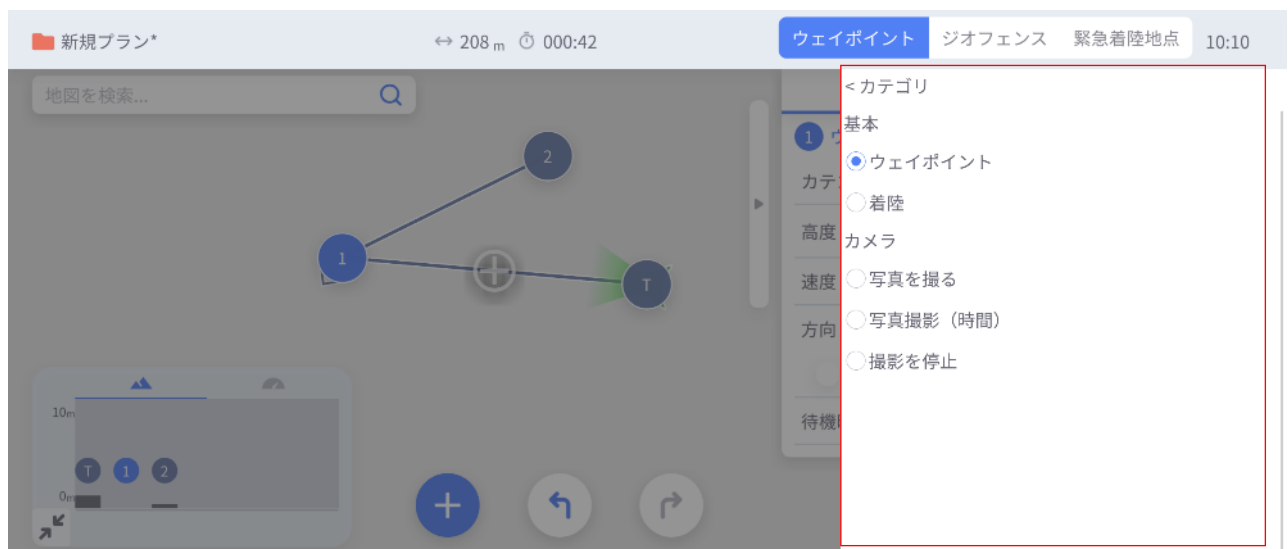 新規プラン*
↔ 208 m 000:42
ウェイポイント ジオフェンス 緊急着陸地点 10:10
地図を検索...
2
1
T
1
カテ
高度
速度
方向
< カテゴリ
基本
ウェイポイント
着陸
カメラ
写真を撮る
写真撮影（時間）
撮影を停止
10m
T 1 2
0m